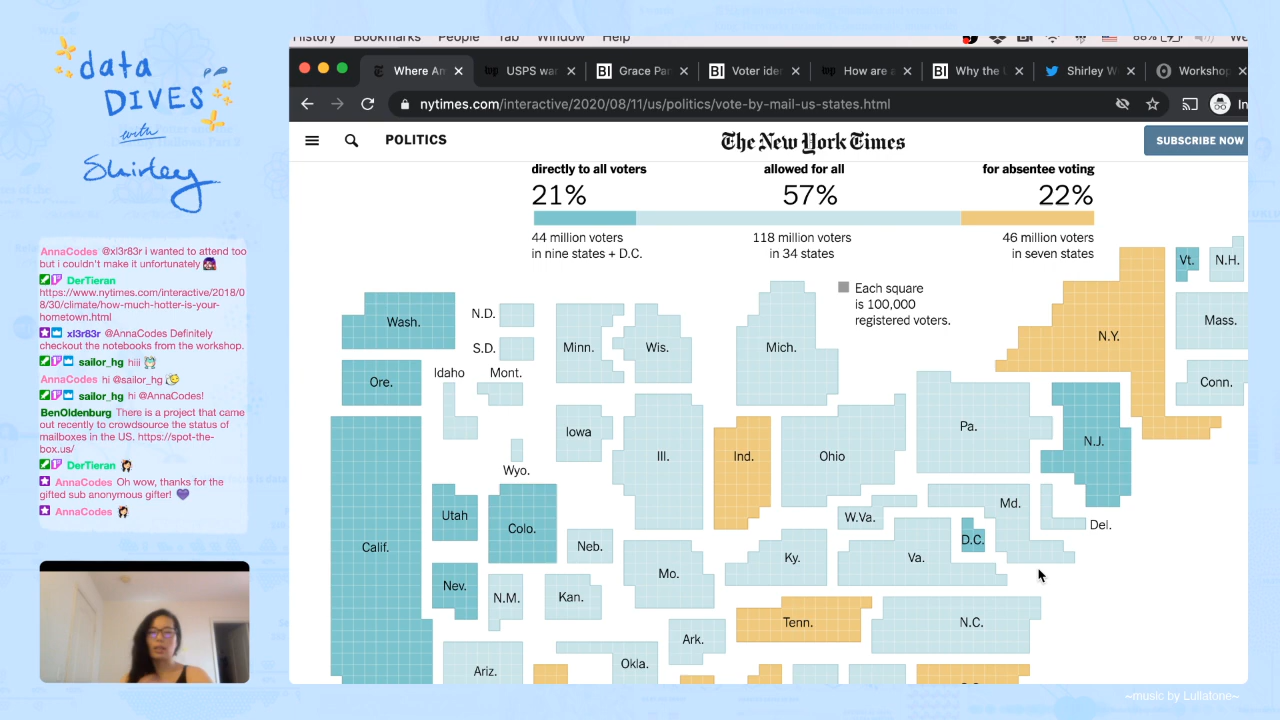 data
DIVES
with
Shirley
AnnaCodes @xl3r83r i wanted to attend too
but i couldn't make it unfortunately
DerTieran
https://www.nytimes.com/interactive/2018/0
8/30/climate/how-much-hotter-is-your-
hometown.html
xl3r83r @AnnaCodes Definitely
checkout the notebooks from the workshop.
sailor_hg hiii
AnnaCodes hi @sailor_hg
sailor_hg hi @AnnaCodes!
BenOldenburg There is a project that came
out recently to crowdsource the status of
mailboxes in the US. https://spot-the-
box.us/
DerTieran
AnnaCodes Oh wow, thanks for the
gifted sub anonymous gifter!
AnnaCodes
History Bookmarks People Tab Window Help 88%
Where Am USPS war Grace Par Voter ider How are a Why the Shirley W Workshop
nytimes.com/interactive/2020/08/11/us/politics/vote-by-mail-us-states.html
POLITICS The New York Times SUBSCRIBE NOW
directly to all voters allowed for all for absentee voting
21% 57% 22%
44 million voters 118 million voters 46 million voters
in nine states + D.C. in 34 states in seven states
Each square
is 100,000
registered voters.
Vt. N.H.
Wash. N.D. Mass.
Minn. Wis. Mich. N.Y.
S.D.
Ore. Idaho Mont. Conn.
Iowa Pa. N.J.
Ill. Ind. Ohio
Wyo.
Utah Colo. W.Va. Md. Del.
Calif. Neb. Ky. Va. D.C.
Nev. N.M. Kan. Mo.
Tenn. N.C.
Ariz. Okla. Ark.
~music by Lullatone~